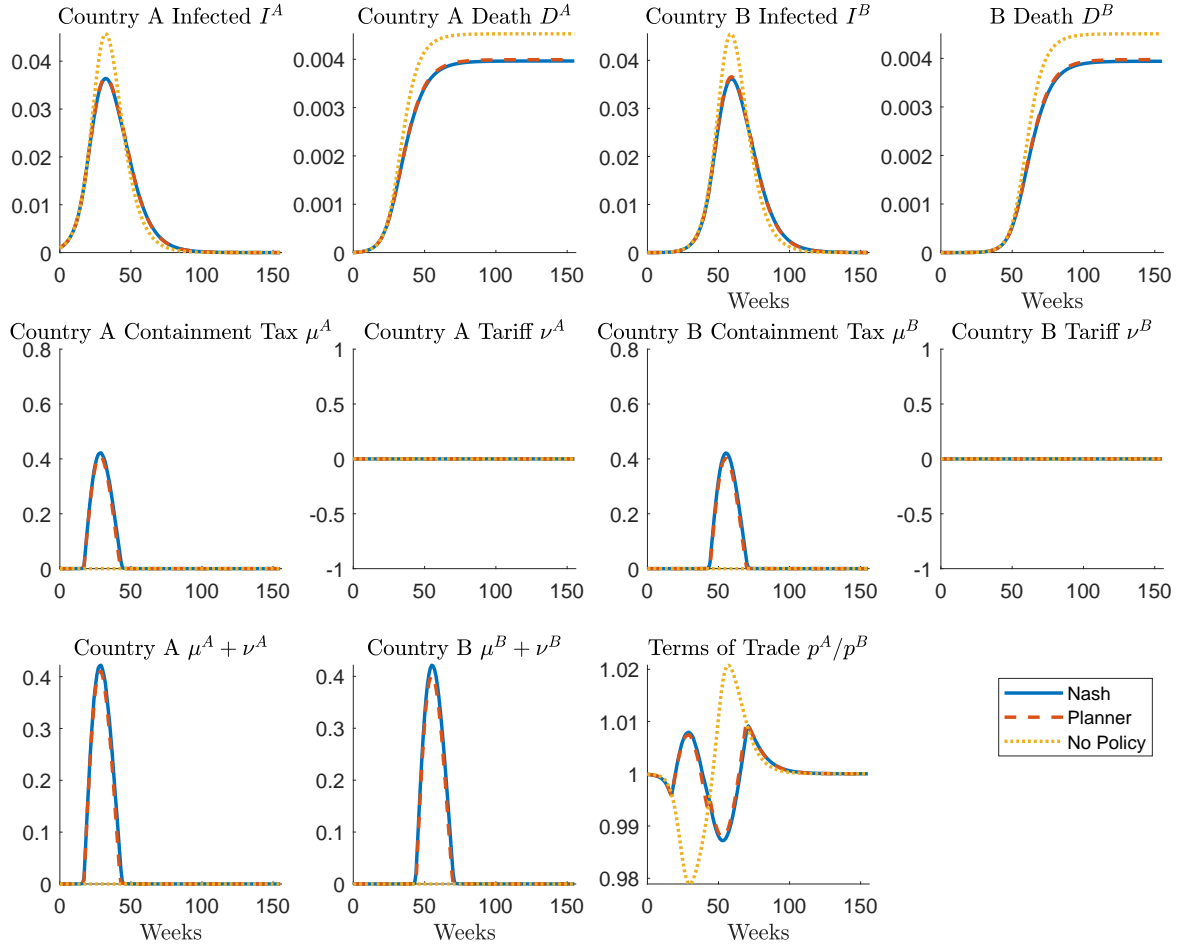 Country A Infected I^A
Country A Death D^A
Country B Infected I^B
B Death D^B
0.04
0.03
0.02
0.01
0
0 50 100 150
0.004
0.003
0.002
0.001
0
0 50 100 150
0.04
0.03
0.02
0.01
0
0 50 100 150
Weeks
0.004
0.003
0.002
0.001
0
0 50 100 150
Country A Containment Tax μ^A
Country A Tariff ν^A
Country B Containment Tax μ^B
Country B Tariff ν^B
0.8
0.6
0.4
0.2
0
0 50 100 150
1
0.5
0
-0.5
-1
0 50 100 150
0.8
0.6
0.4
0.2
0
0 50 100 150
1
0.5
0
-0.5
-1
0 50 100 150
Country A μ^A + ν^A
Country B μ^B + ν^B
Terms of Trade p^A/p^B
0.4
0.3
0.2
0.1
0
0 50 100 150
Weeks
0.4
0.3
0.2
0.1
0
0 50 100 150
Weeks
1.02
1.01
1
0.99
0.98
0 50 100 150
Weeks
Nash
Planner
No Policy